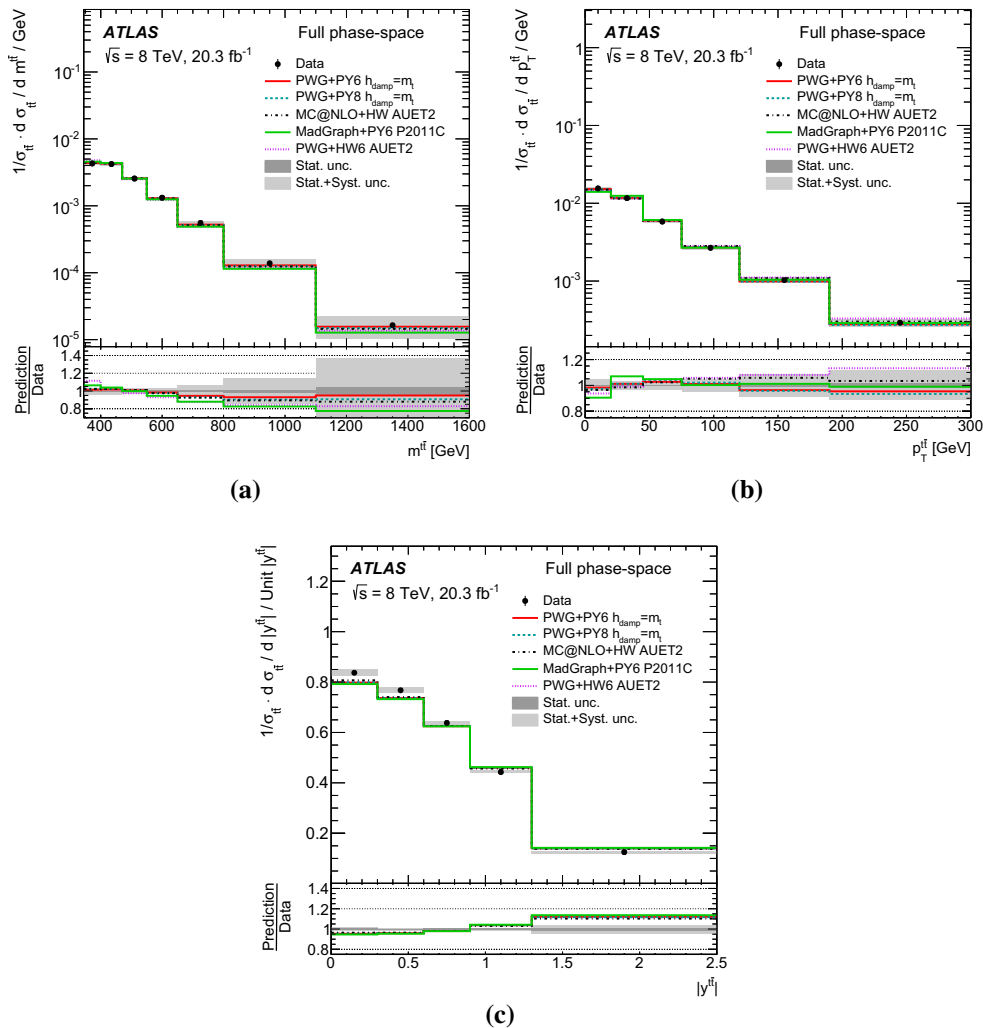 ATLAS Full phase-space
√s = 8 TeV, 20.3 fb⁻¹
Data
PWG+PY6 h_damp=m_t
PWG+PY8 h_damp=m_t
MC@NLO+HW AUET2
MadGraph+PY6 P2011C
PWG+HW6 AUET2
Stat. unc.
Stat.+Syst. unc.
1/σ_tt̄ · d σ_tt̄ / d m^tt̄ / GeV
10⁻¹
10⁻²
10⁻³
10⁻⁴
10⁻⁵
Prediction
Data
1.4
1.2
1
0.8
400 600 800 1000 1200 1400 1600
m^tt̄ [GeV]
(a)
ATLAS Full phase-space
√s = 8 TeV, 20.3 fb⁻¹
Data
PWG+PY6 h_damp=m_t
PWG+PY8 h_damp=m_t
MC@NLO+HW AUET2
MadGraph+PY6 P2011C
PWG+HW6 AUET2
Stat. unc.
Stat.+Syst. unc.
1/σ_tt̄ · d σ_tt̄ / d p_T^tt̄ / GeV
1
10⁻¹
10⁻²
10⁻³
Prediction
Data
1.2
1
0.8
0 50 100 150 200 250 300
p_T^tt̄ [GeV]
(b)
ATLAS Full phase-space
√s = 8 TeV, 20.3 fb⁻¹
Data
PWG+PY6 h_damp=m_t
PWG+PY8 h_damp=m_t
MC@NLO+HW AUET2
MadGraph+PY6 P2011C
PWG+HW6 AUET2
Stat. unc.
Stat.+Syst. unc.
1/σ_tt̄ · d σ_tt̄ / d |y^tt̄| / Unit |y^tt̄|
1.2
1
0.8
0.6
0.4
0.2
Prediction
Data
1.4
1.2
1
0.8
0 0.5 1 1.5 2 2.5
|y^tt̄|
(c)